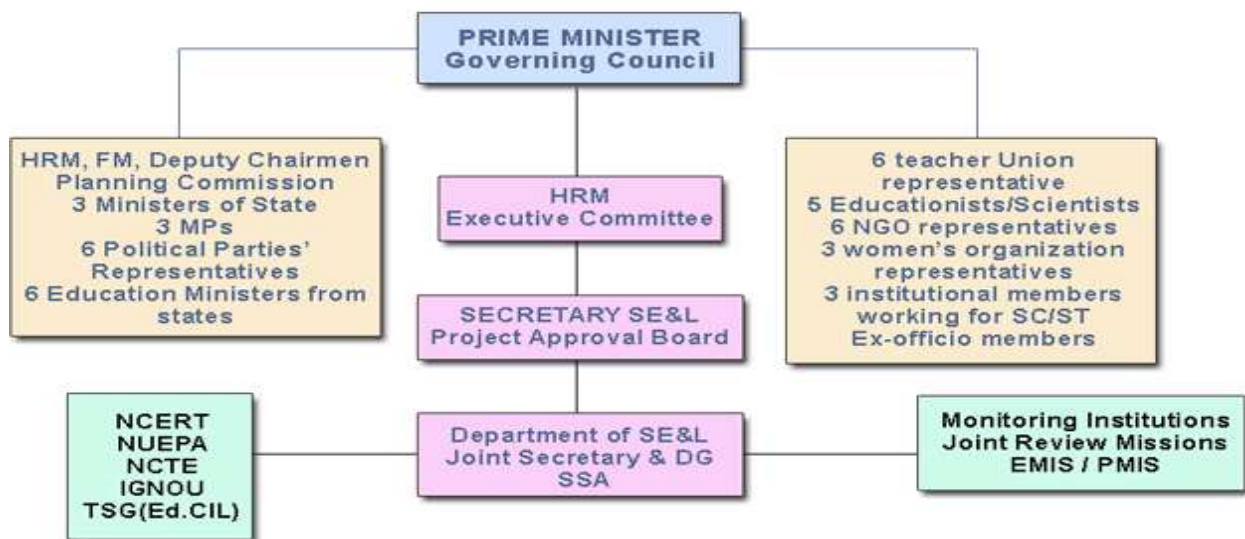 PRIME MINISTER
Governing Council
HRM, FM, Deputy Chairmen
Planning Commission
3 Ministers of State
3 MPs
6 Political Parties'
Representatives
6 Education Ministers from
states
HRM
Executive Committee
6 teacher Union
representative
5 Educationists/Scientists
6 NGO representatives
3 women's organization
representatives
3 institutional members
working for SC/ST
Ex-officio members
SECRETARY SE&L
Project Approval Board
NCERT
NUEPA
NCTE
IGNOU
TSG(Ed.CIL)
Department of SE&L
Joint Secretary & DG
SSA
Monitoring Institutions
Joint Review Missions
EMIS / PMIS